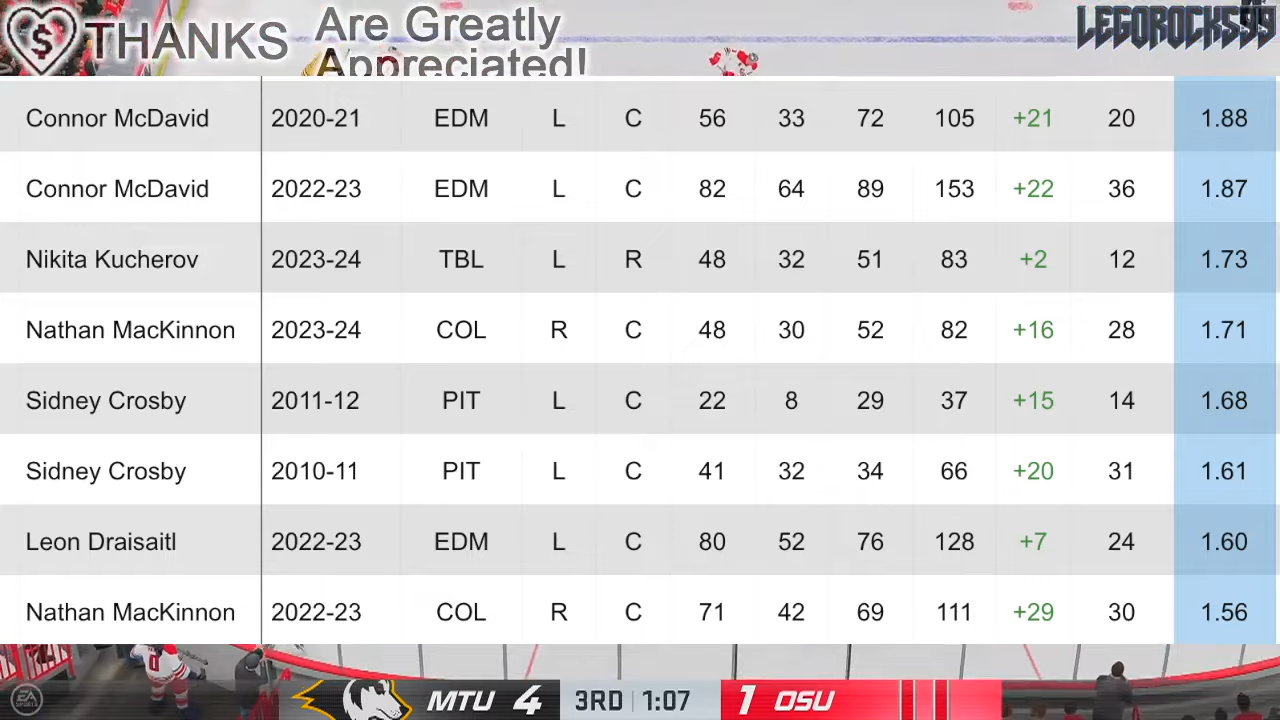 THANKS
Are Greatly
Appreciated!
LEGOROCKS99
Connor McDavid 2020-21 EDM L C 56 33 72 105 +21 20 1.88
Connor McDavid 2022-23 EDM L C 82 64 89 153 +22 36 1.87
Nikita Kucherov 2023-24 TBL L R 48 32 51 83 +2 12 1.73
Nathan MacKinnon 2023-24 COL R C 48 30 52 82 +16 28 1.71
Sidney Crosby 2011-12 PIT L C 22 8 29 37 +15 14 1.68
Sidney Crosby 2010-11 PIT L C 41 32 34 66 +20 31 1.61
Leon Draisaitl 2022-23 EDM L C 80 52 76 128 +7 24 1.60
Nathan MacKinnon 2022-23 COL R C 71 42 69 111 +29 30 1.56
0
EA SPORTS
MTU 4 3RD 1:07 1 OSU